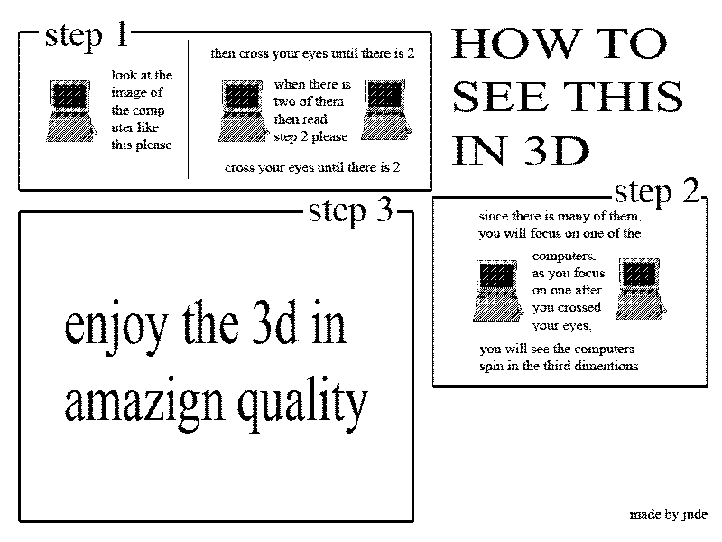 step 1
look at the
image of
the comp
uter like
this please
then cross your eyes until there is 2
when there is
two of them
then read
step 2 please
cross your eyes until there is 2
HOW TO
SEE THIS
IN 3D
step 2
since there is many of them,
you will focus on one of the
computers.
as you focus
on one after
you crossed
your eyes,
you will see the computers
spin in the third dimentions
step 3
enjoy the 3d in
amazign quality
made by jude